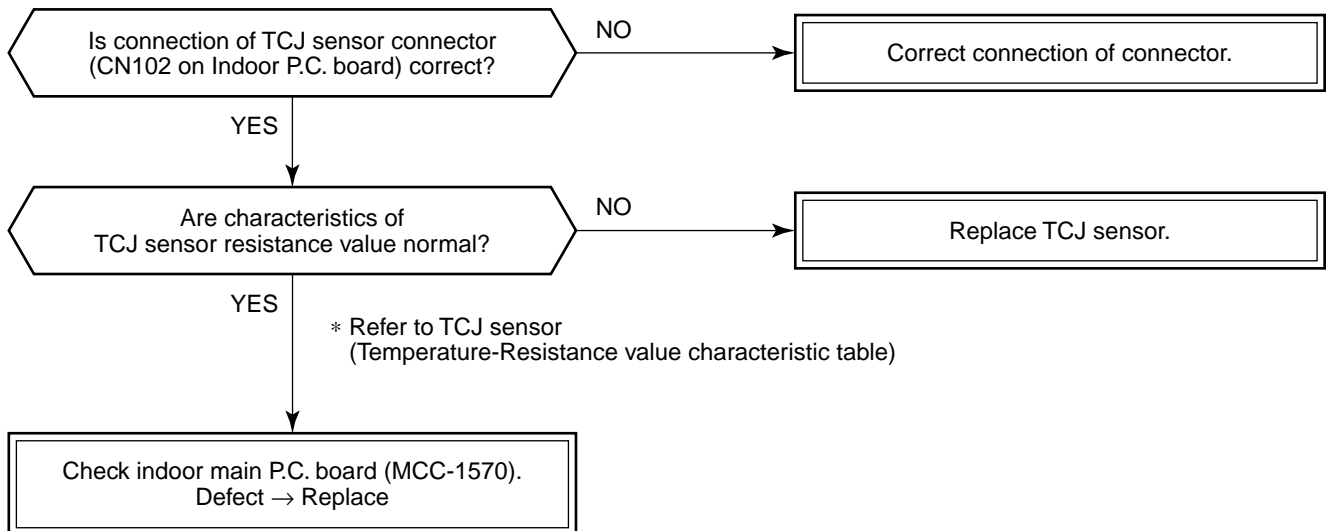 Is connection of TCJ sensor connector
(CN102 on Indoor P.C. board) correct?
NO
Correct connection of connector.
YES
Are characteristics of
TCJ sensor resistance value normal?
NO
Replace TCJ sensor.
YES
* Refer to TCJ sensor
(Temperature-Resistance value characteristic table)
Check indoor main P.C. board (MCC-1570).
Defect → Replace